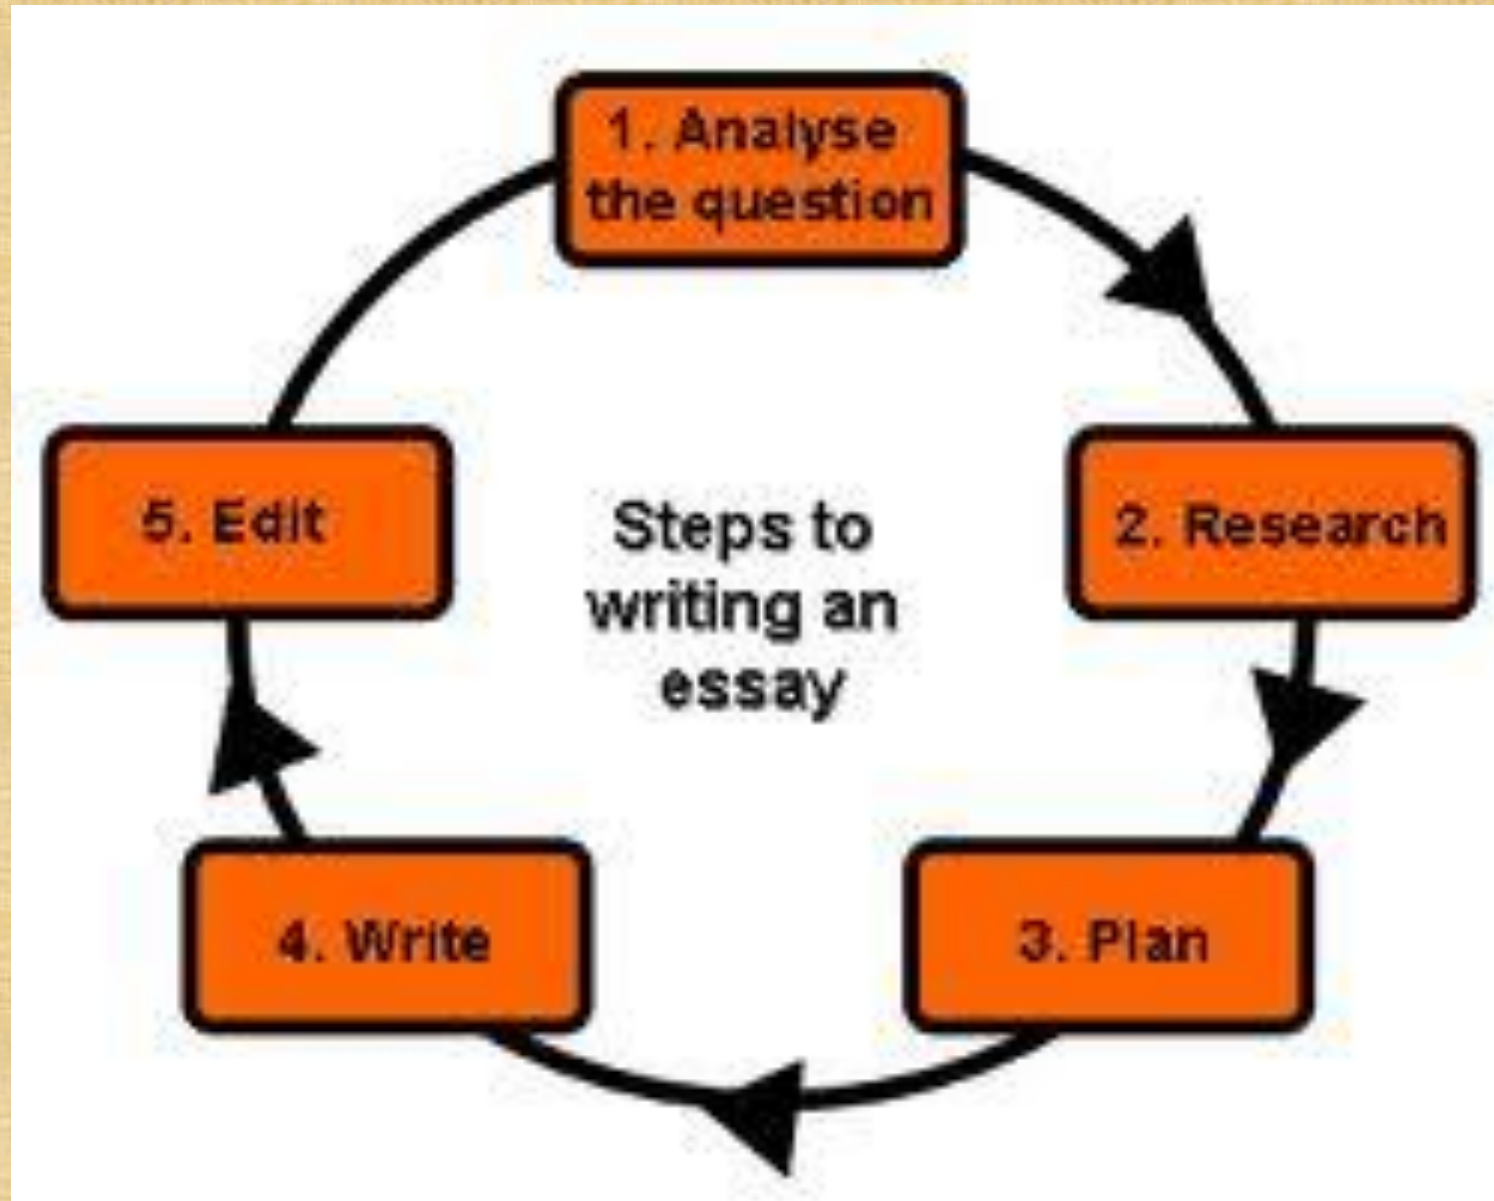 1. Analyse
the question
2. Research
3. Plan
4. Write
5. Edit
Steps to
writing an
essay